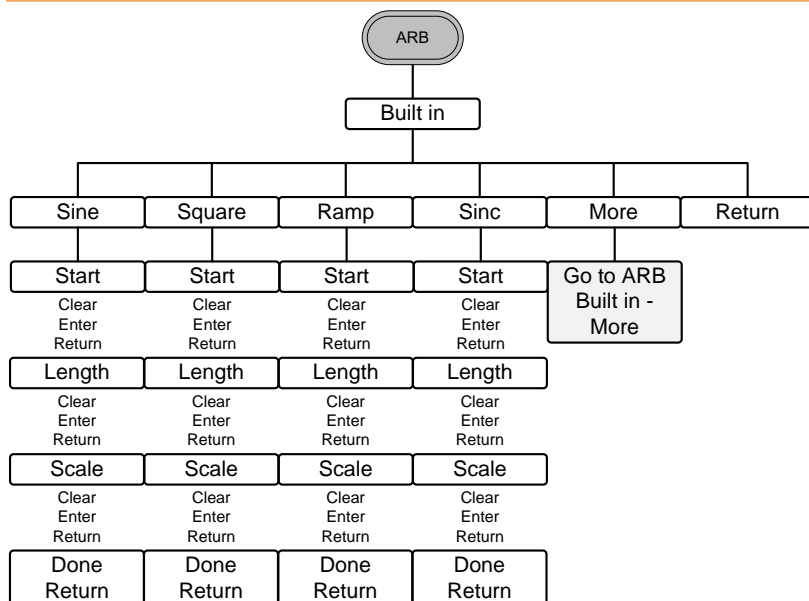 ARB
Built in
Sine Square Ramp Sinc More Return
Start Start Start Start Go to ARB
Built in -
More
Clear Clear Clear Clear
Enter Enter Enter Enter
Return Return Return Return
Length Length Length Length
Clear Clear Clear Clear
Enter Enter Enter Enter
Return Return Return Return
Scale Scale Scale Scale
Clear Clear Clear Clear
Enter Enter Enter Enter
Return Return Return Return
Done Done Done Done
Return Return Return Return